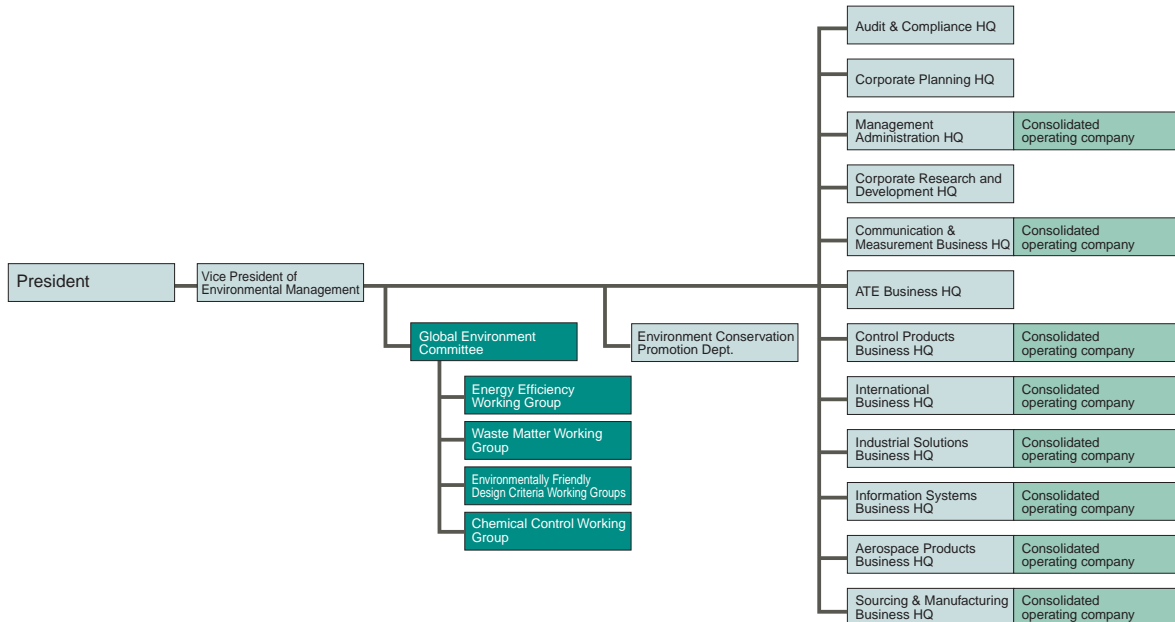 President
Vice President of
Environmental Management
Global Environment
Committee
Energy Efficiency
Working Group
Waste Matter Working
Group
Environmentally Friendly
Design Criteria Working Groups
Chemical Control Working
Group
Environment Conservation
Promotion Dept.
Audit & Compliance HQ
Corporate Planning HQ
Management
Administration HQ
Consolidated
operating company
Corporate Research and
Development HQ
Communication &
Measurement Business HQ
Consolidated
operating company
ATE Business HQ
Control Products
Business HQ
Consolidated
operating company
International
Business HQ
Consolidated
operating company
Industrial Solutions
Business HQ
Consolidated
operating company
Information Systems
Business HQ
Consolidated
operating company
Aerospace Products
Business HQ
Consolidated
operating company
Sourcing & Manufacturing
Business HQ
Consolidated
operating company